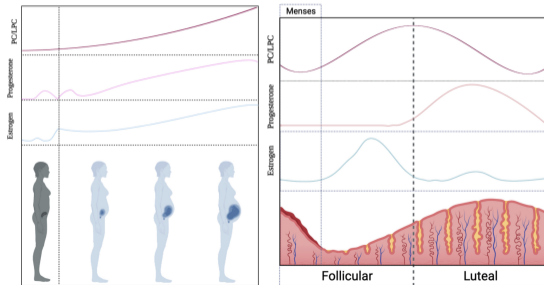 PC/LPC
Progesterone
Estrogen
Menses
PC/LPC
Progesterone
Estrogen
Follicular
Luteal